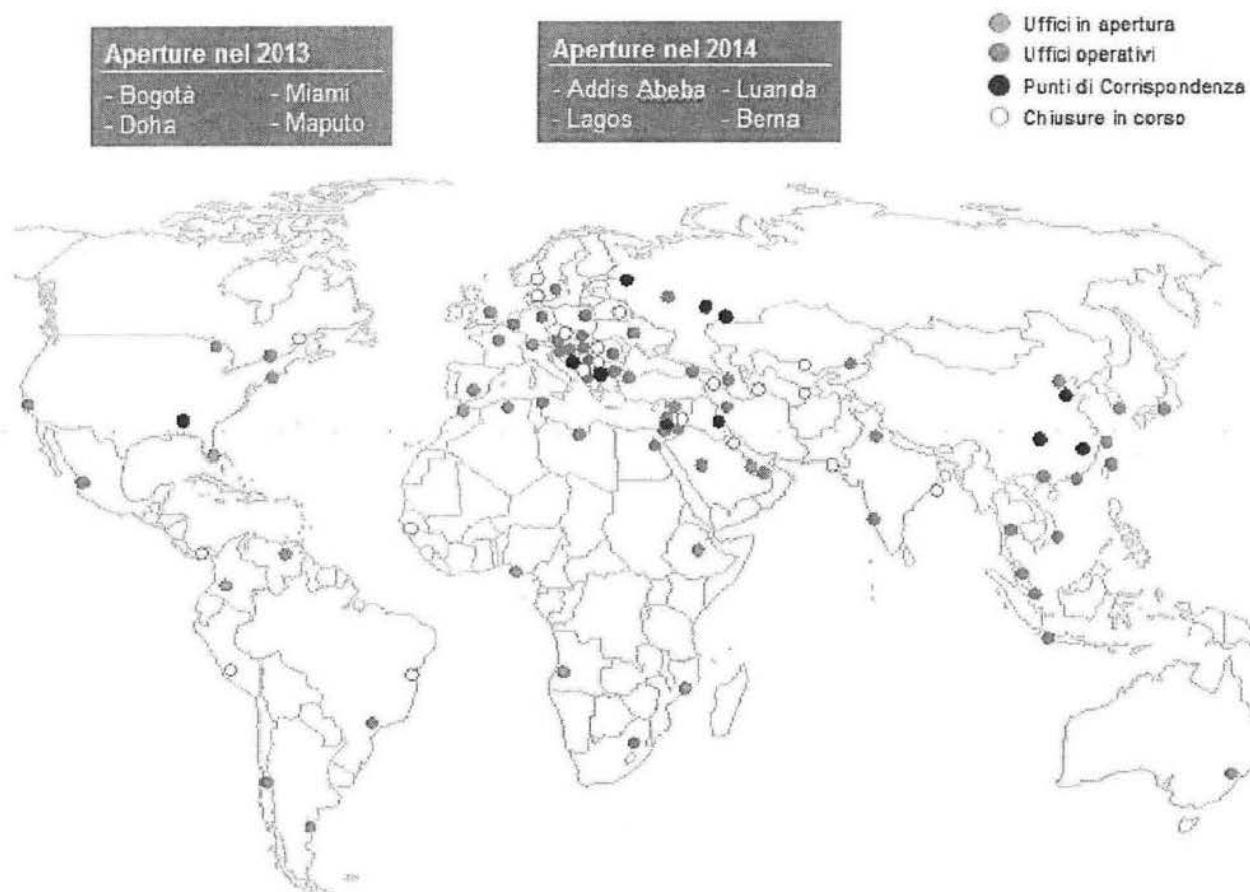 Aperture nel 2013
- Bogotà - Miami
- Doha - Maputo
Aperture nel 2014
- Addis Abeba - Luanda
- Lagos - Berna
Uffici in apertura
Uffici operativi
Punti di Corrispondenza
Chiusure in corso